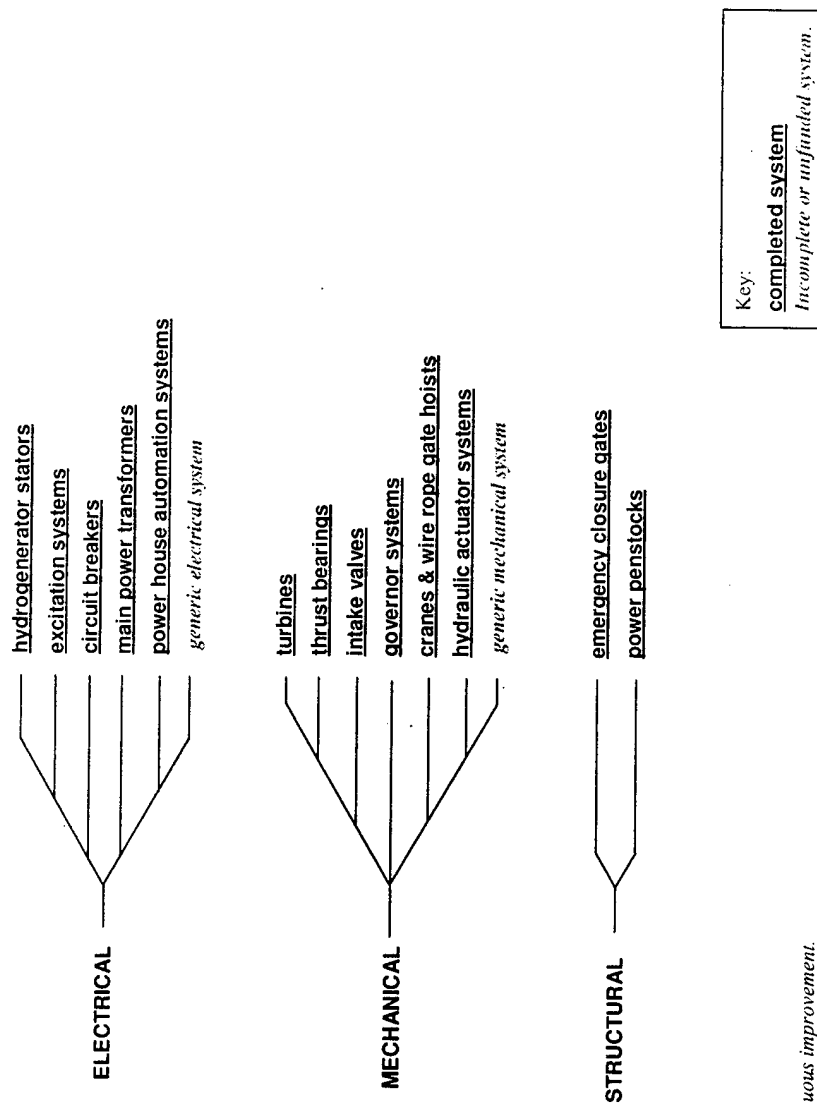 ELECTRICAL
hydrogenerator stators
excitation systems
circuit breakers
main power transformers
power house automation systems
generic electrical system
MECHANICAL
turbines
thrust bearings
intake valves
governor systems
cranes & wire rope gate hoists
hydraulic actuator systems
generic mechanical system
STRUCTURAL
emergency closure gates
power penstocks
uous improvement.
Key:
completed system
Incomplete or unfunded system.